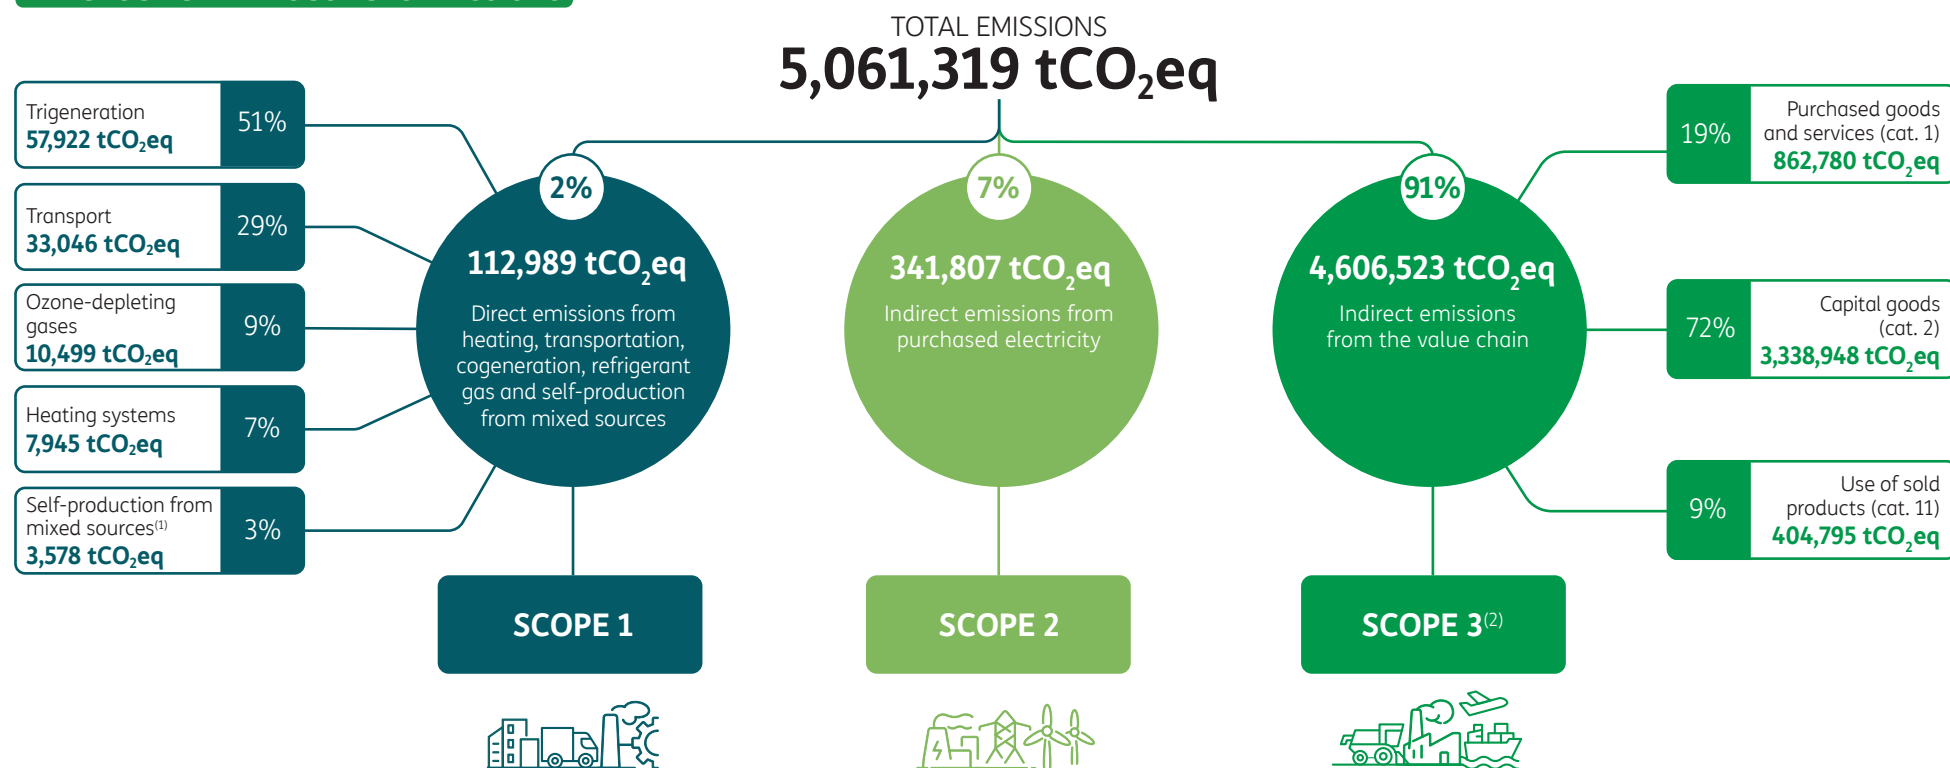 TOTAL EMISSIONS
5,061,319 tCO₂eq
Trigeneration
57,922 tCO₂eq
51%
Transport
33,046 tCO₂eq
29%
Ozone-depleting
gases
10,499 tCO₂eq
9%
Heating systems
7,945 tCO₂eq
7%
Self-production from
mixed sources⁽¹⁾
3,578 tCO₂eq
3%
2%
112,989 tCO₂eq
Direct emissions from
heating, transportation,
cogeneration, refrigerant
gas and self-production
from mixed sources
SCOPE 1
7%
341,807 tCO₂eq
Indirect emissions from
purchased electricity
SCOPE 2
91%
4,606,523 tCO₂eq
Indirect emissions
from the value chain
SCOPE 3⁽²⁾
19%
Purchased goods
and services (cat. 1)
862,780 tCO₂eq
72%
Capital goods
(cat. 2)
3,338,948 tCO₂eq
9%
Use of sold
products (cat. 11)
404,795 tCO₂eq